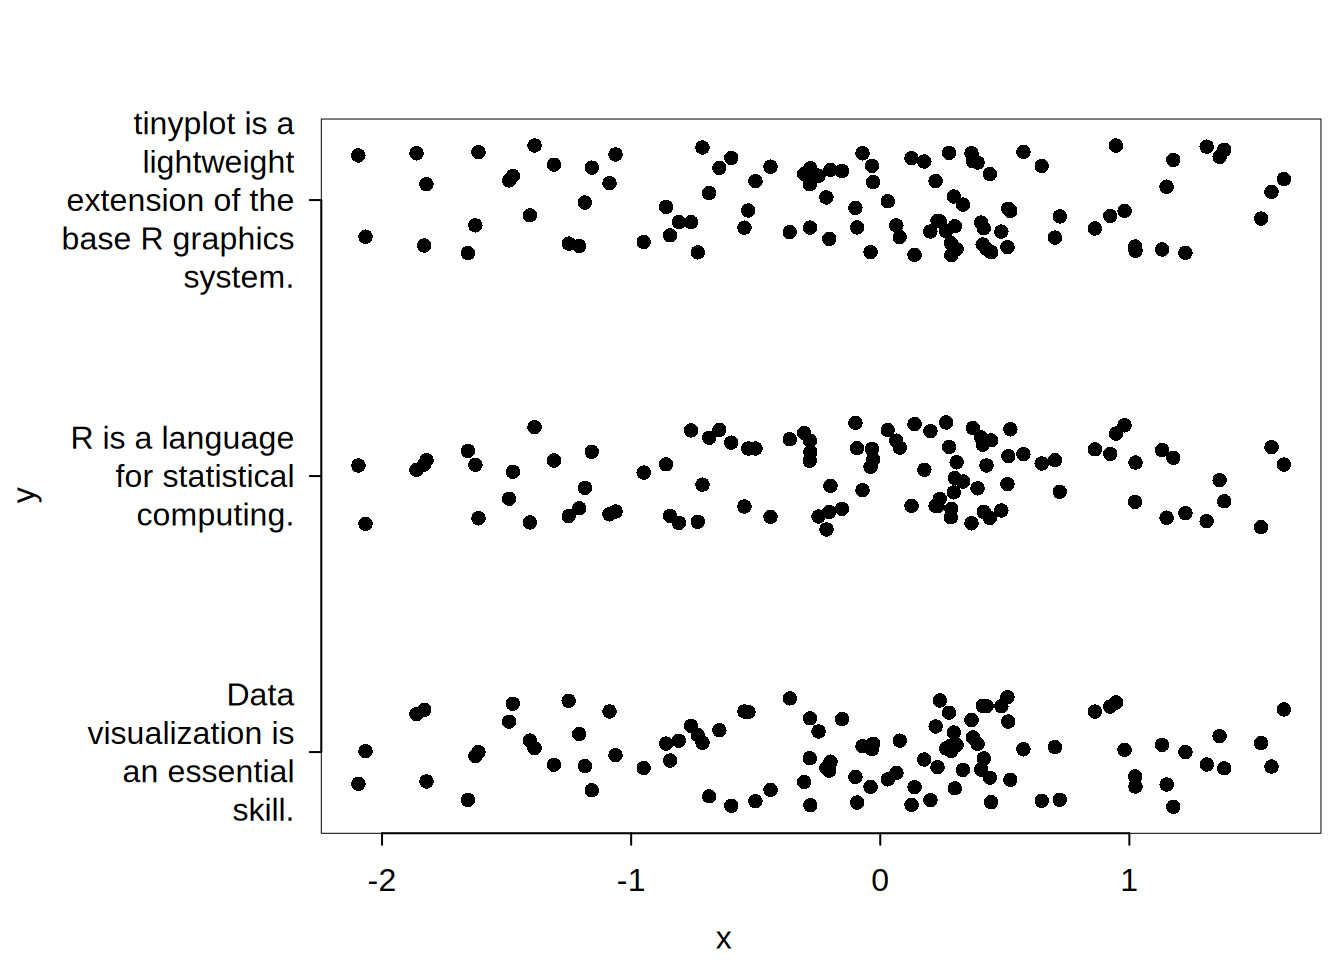 tinyplot is a
lightweight
extension of the
base R graphics
system.
R is a language
for statistical
computing.
y
Data
visualization is
an essential
skill.
-2 -1 0 1
x